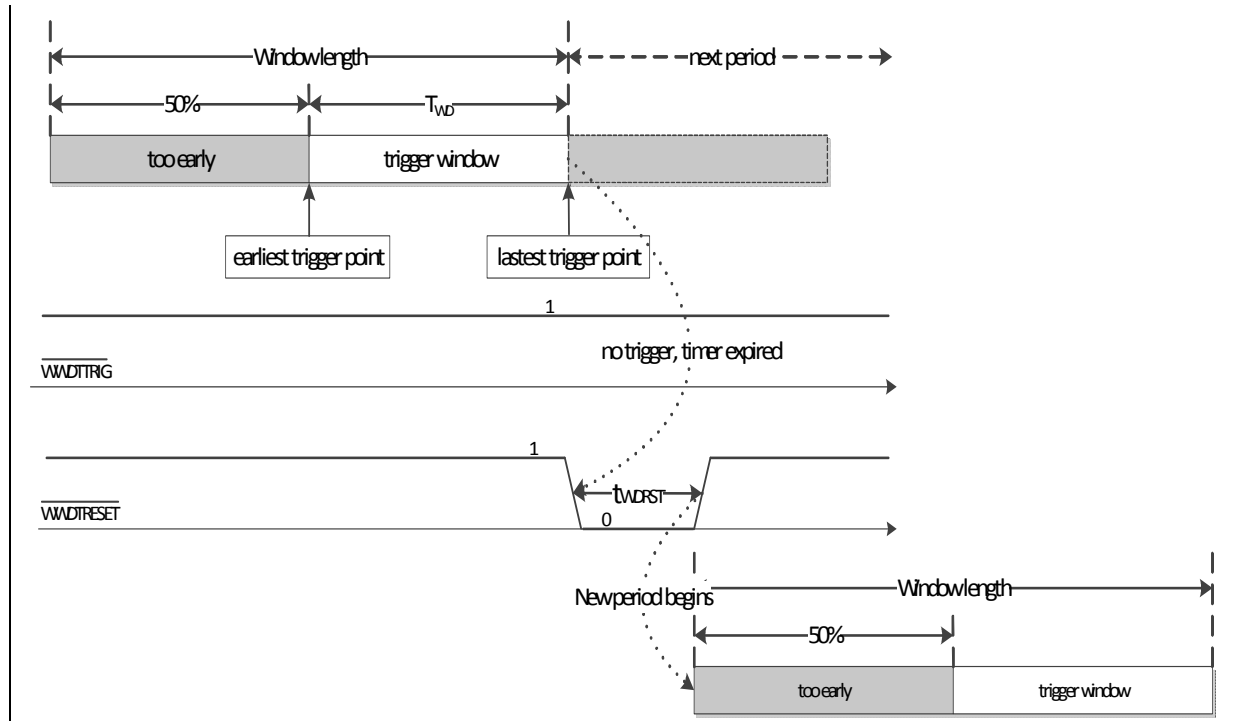 Window length
next period
50%
TWD
too early
trigger window
earliest trigger point
lastest trigger point
1
no trigger, timer expired
WWDTTRIG
1
tWDRST
WWDTRESET
0
New period begins
Window length
50%
too early
trigger window